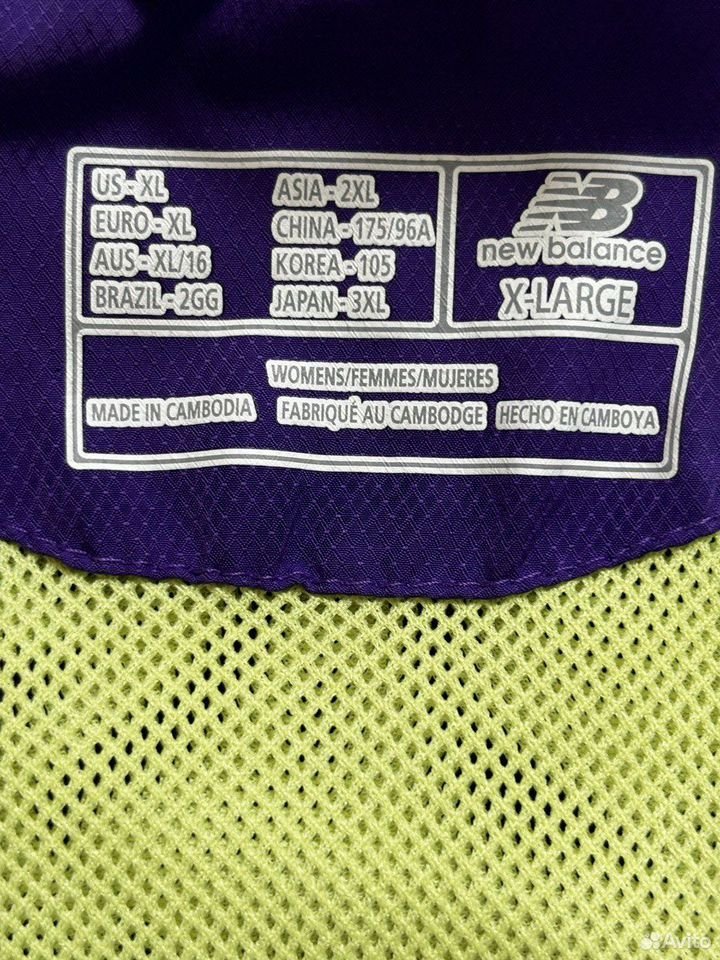 US-XL
EURO-XL
AUS-XL/16
BRAZIL-2GG
ASIA-2XL
CHINA-175/96A
KOREA-105
JAPAN-3XL
NB
new balance
X-LARGE
WOMENS/FEMMES/MUJERES
MADE IN CAMBODIA
FABRIQUÉ AU CAMBODGE
HECHO EN CAMBOYA
Avito